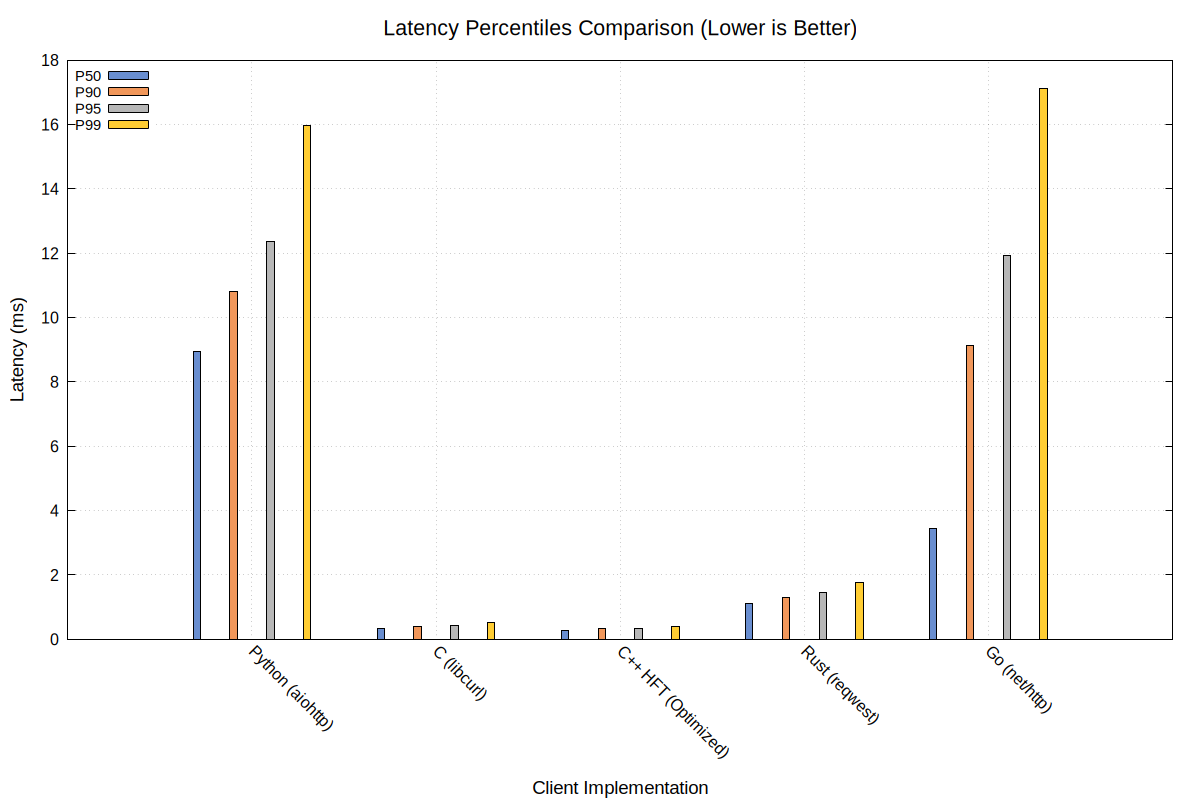 Latency Percentiles Comparison (Lower is Better)
P50
P90
P95
P99
18
16
14
12
10
8
6
4
2
0
Latency (ms)
Python (aiohttp)
C (libcurl)
C++ HFT (Optimized)
Rust (reqwest)
Go (net/http)
Client Implementation